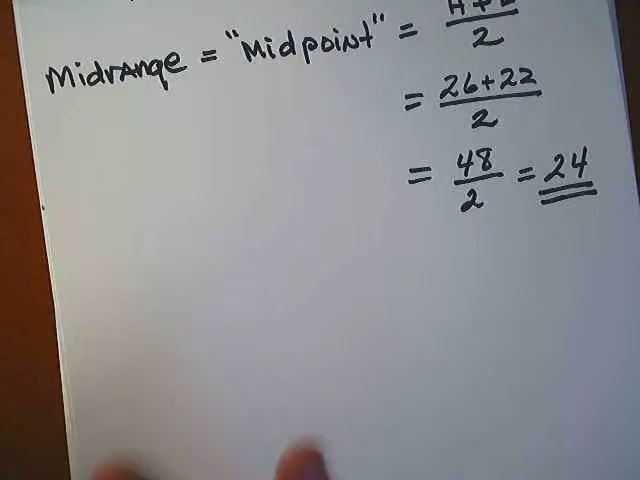 Midrange = "Midpoint" = H+L/2
= 26+22/2
= 48/2 = 24